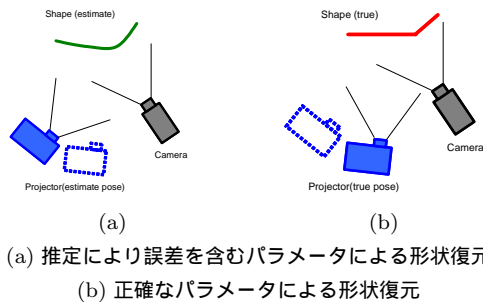 Shape (estimate)
Camera
Projector(estimate pose)
(a)
Shape (true)
Camera
Projector(true pose)
(b)
(a) 推定により誤差を含むパラメータによる形状復元
(b) 正確なパラメータによる形状復元